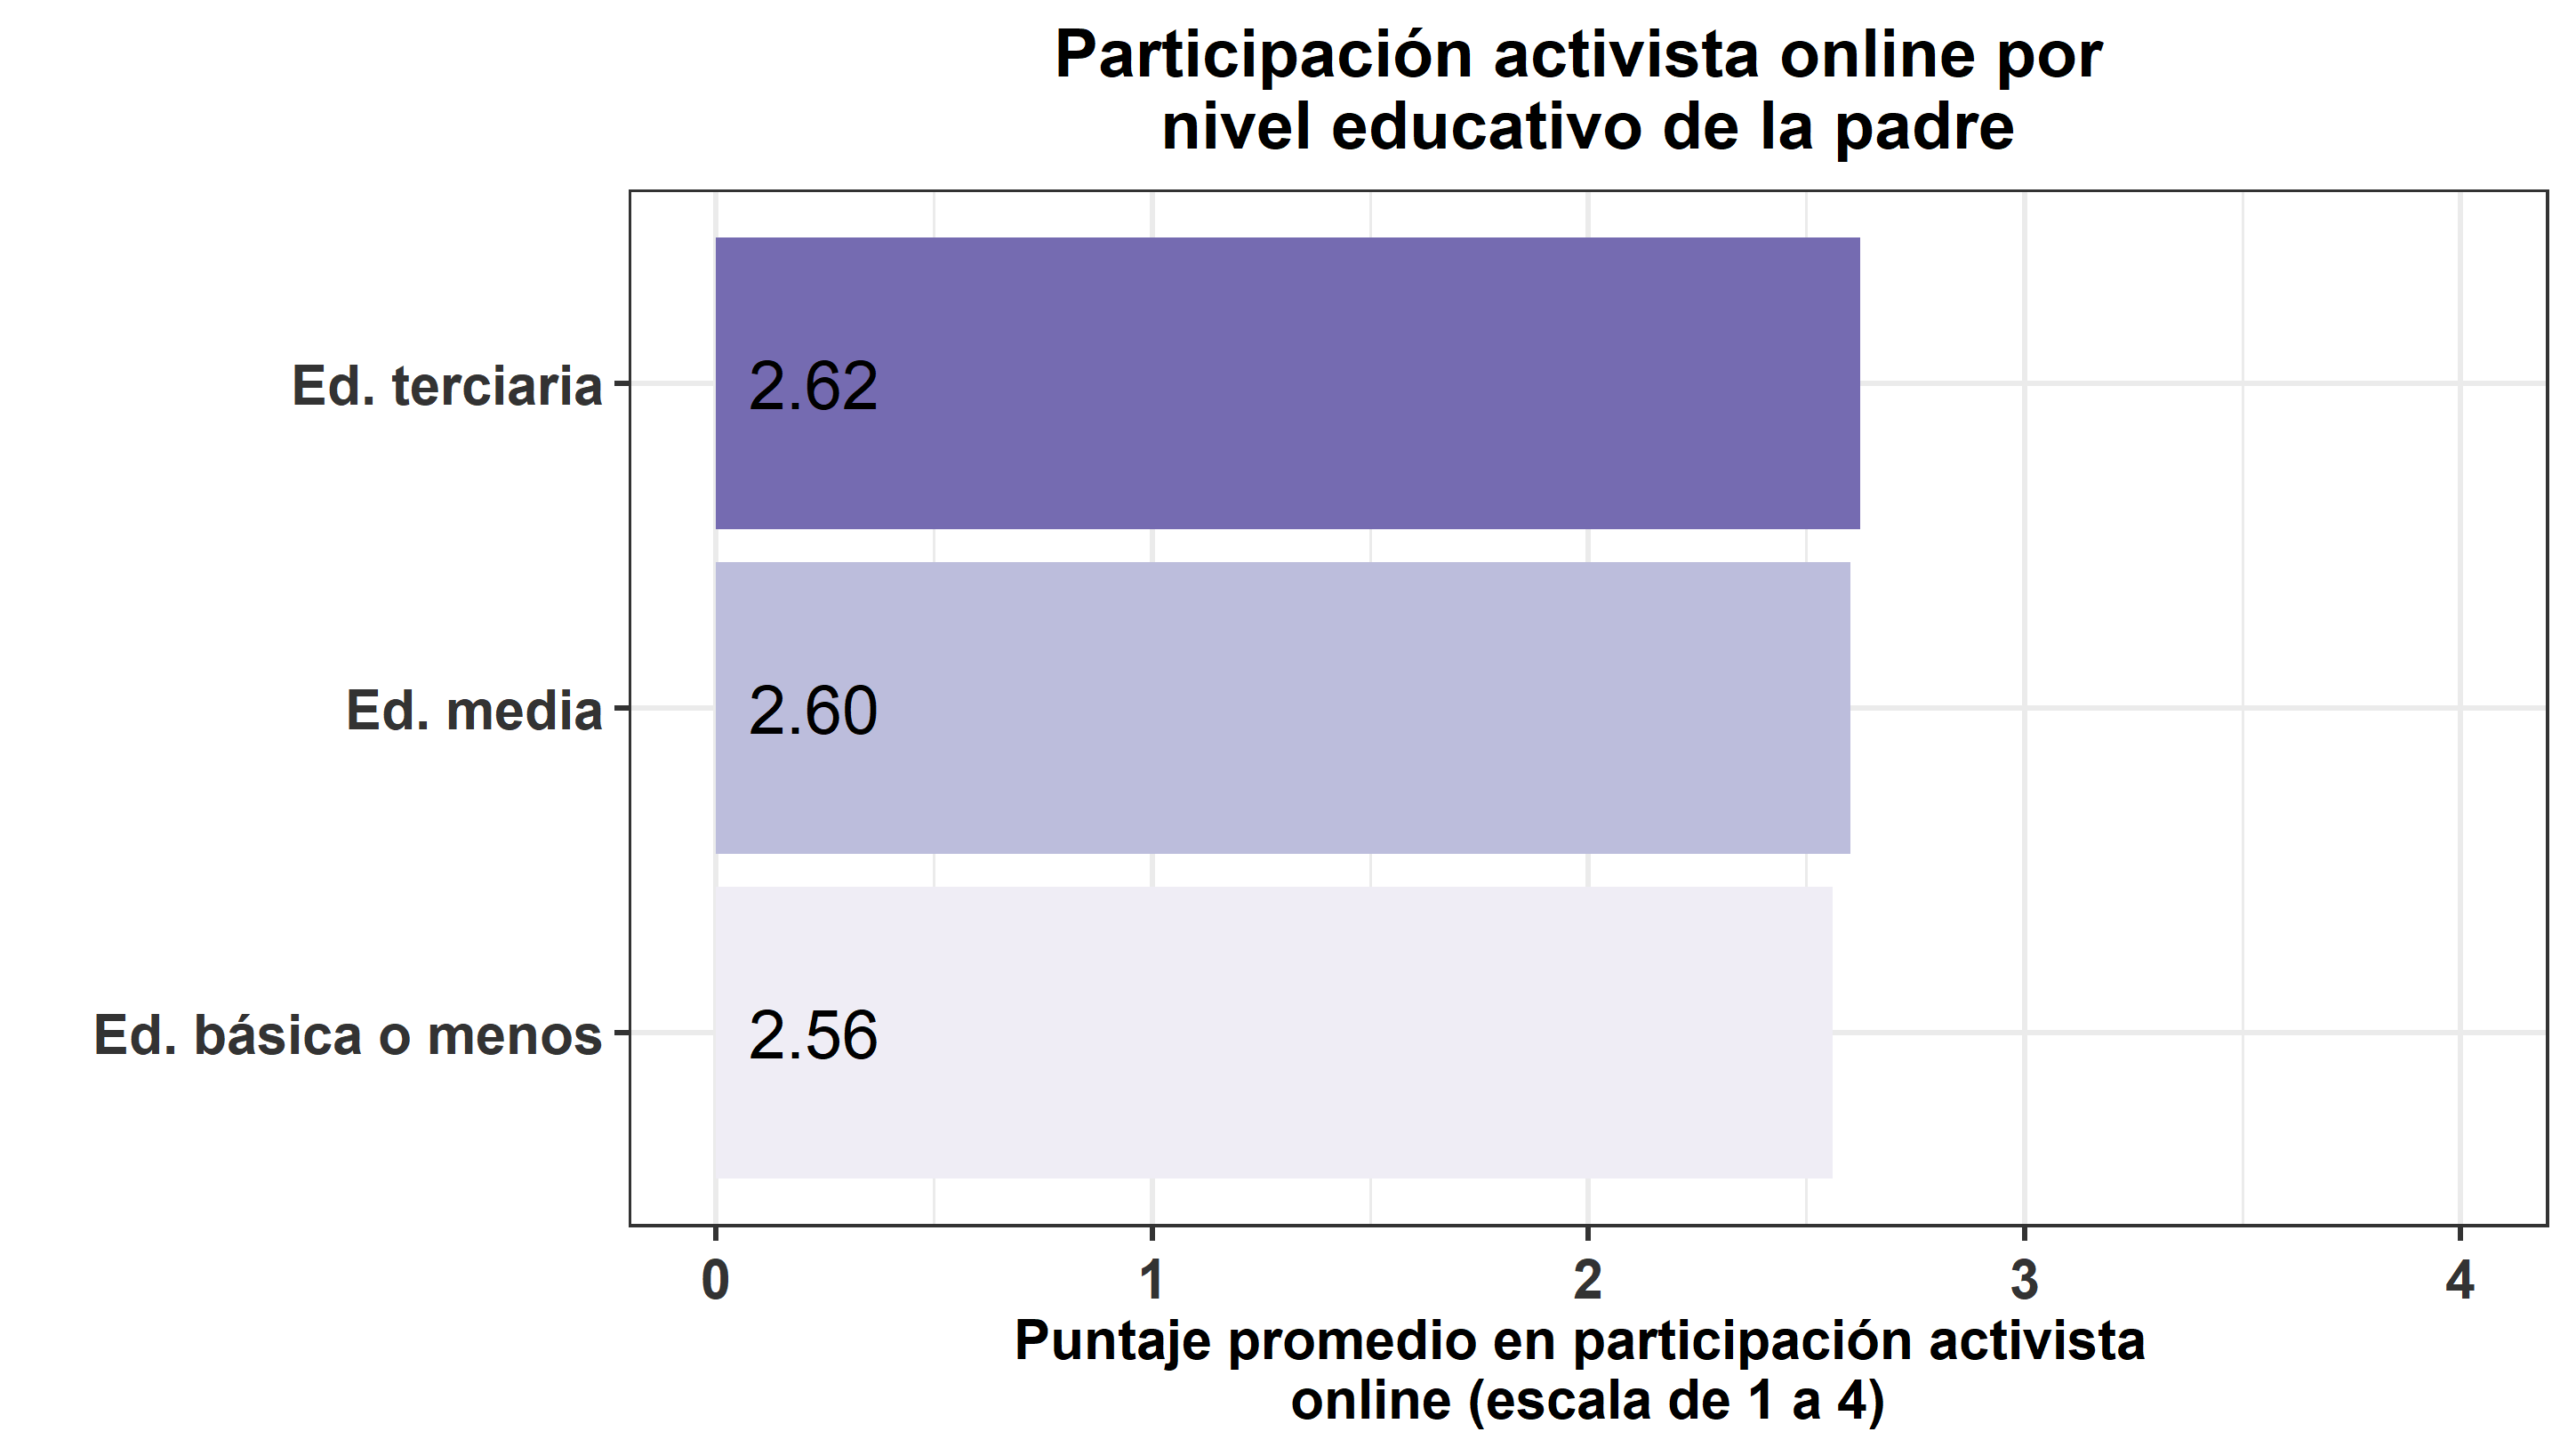 Participación activista online por
nivel educativo de la padre
Ed. terciaria
2.62
Ed. media
2.60
Ed. básica o menos
2.56
0 1 2 3 4
Puntaje promedio en participación activista
online (escala de 1 a 4)